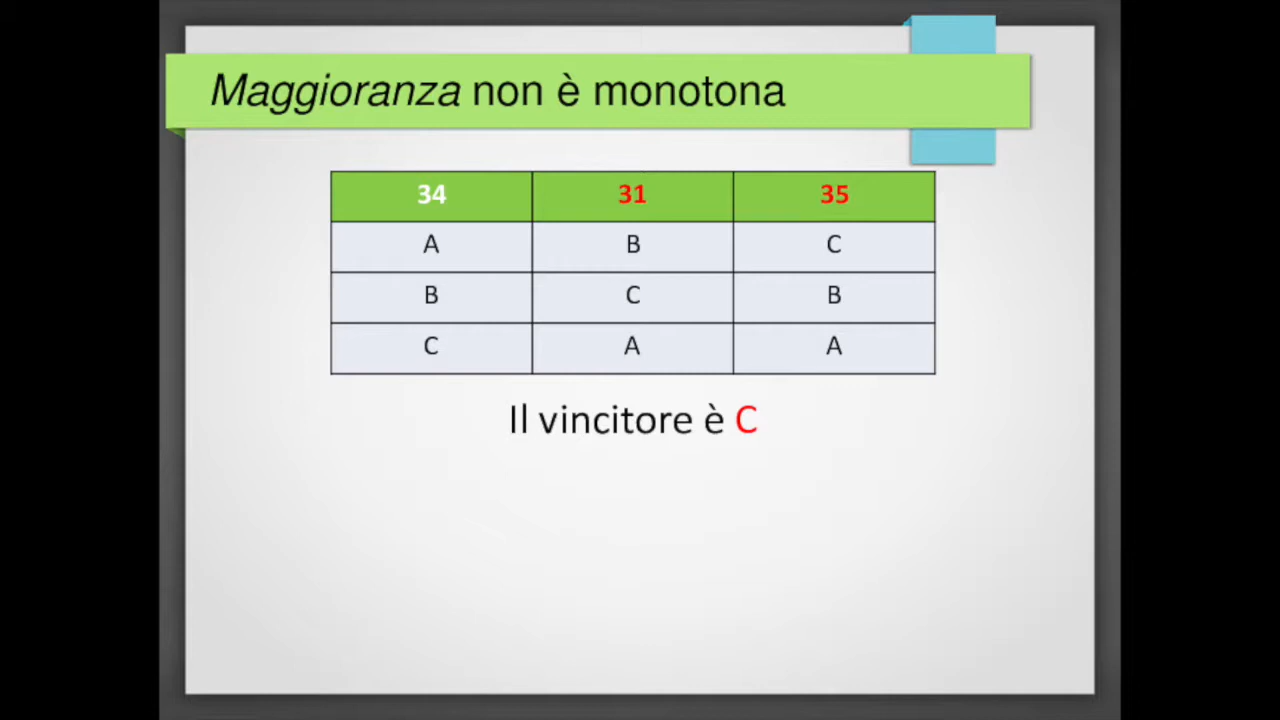 Maggioranza non è monotona
34 31 35
A B C
B C B
C A A
Il vincitore è C